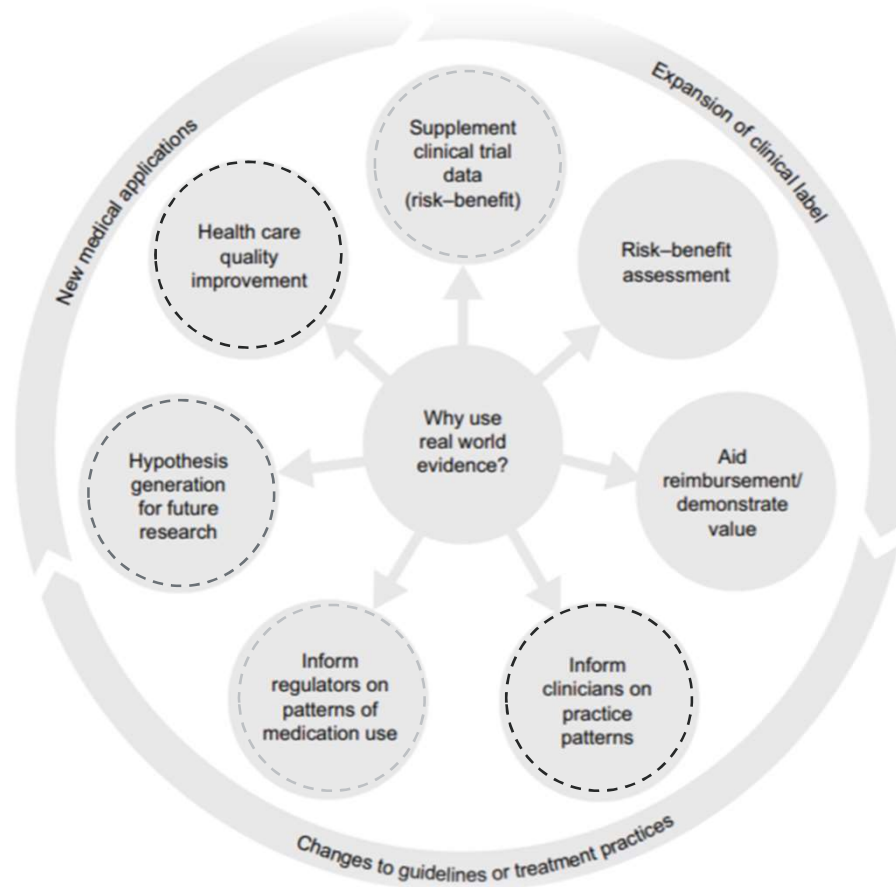 New medical applications
Expansion of clinical label
Supplement
clinical trial
data
(risk–benefit)
Health care
quality
improvement
Risk–benefit
assessment
Why use
real world
evidence?
Hypothesis
generation
for future
research
Aid
reimbursement/
demonstrate
value
Inform
regulators on
patterns of
medication use
Inform
clinicians on
practice
patterns
Changes to guidelines or treatment practices